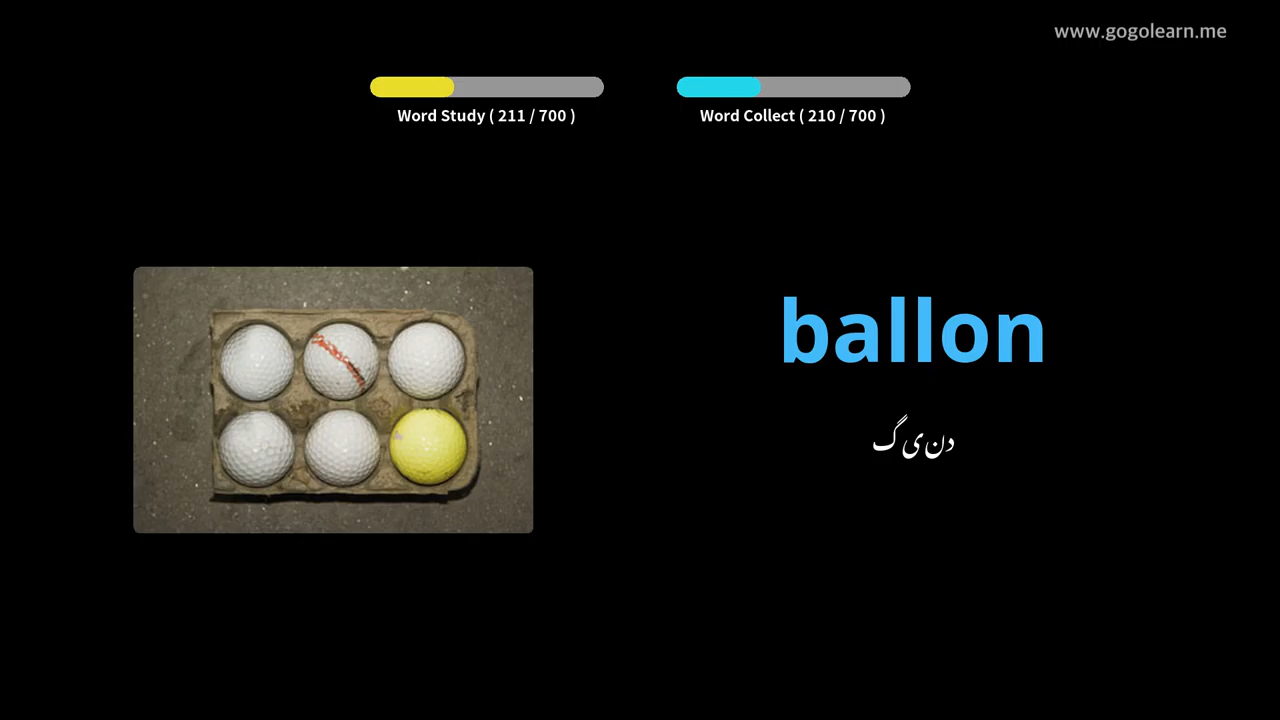 www.gogolearn.me
Word Study ( 211 / 700 )
Word Collect ( 210 / 700 )
ballon
دن ی گ